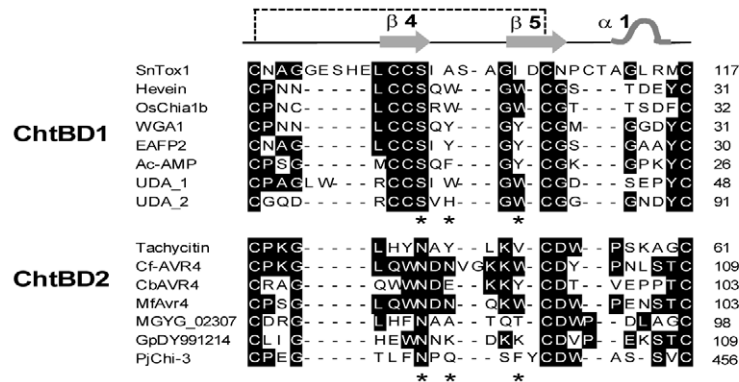 β 4 β 5 α 1
SnTox1 CNAGGESHELCCSIAS-AGIDCNPCTAGLRMC 117
Hevein CPNN-----LCCSQW---GW-CGS---TDEYC 31
OsChia1b CPNC-----LCCSRW---GW-CGT---TSDFC 32
ChtBD1 WGA1 CPNN-----LCCSQY---GY-CGM---GGDYC 31
EAFP2 CNAG-----LCCSIY---GY-CGS---GAAYC 30
Ac-AMP CPSG-----MCCSQF---GY-CGK---GPKYC 26
UDA_1 CPAGLW---RCCSIW---GW-CGD---SEPYC 48
UDA_2 CGQD-----RCCSVH---GW-CGG---GNDYC 91
* * *
Tachycitin CPKG-----LHYNAY--LKV-CDW--PSKAGC 61
Cf-AVR4 CPKG-----LQWNDNVGKKW-CDY--PNLSTC 109
ChtBD2 CbAVR4 CRAG-----QWWNDE--KKY-CDT--VEPPTC 103
MfAvr4 CPSG-----LQWNDN--QKW-CDW--PENSTC 103
MGYG_02307 CDRG-----LHFNAA--TQT-CDWP--DLAGC 98
GpDY991214 CLIG-----HEWNNK--DKK-CDVP--EKSTC 109
PjChi-3 CPEG-----TLFNPQ---SFYCDW--AS-SVC 456
* * *